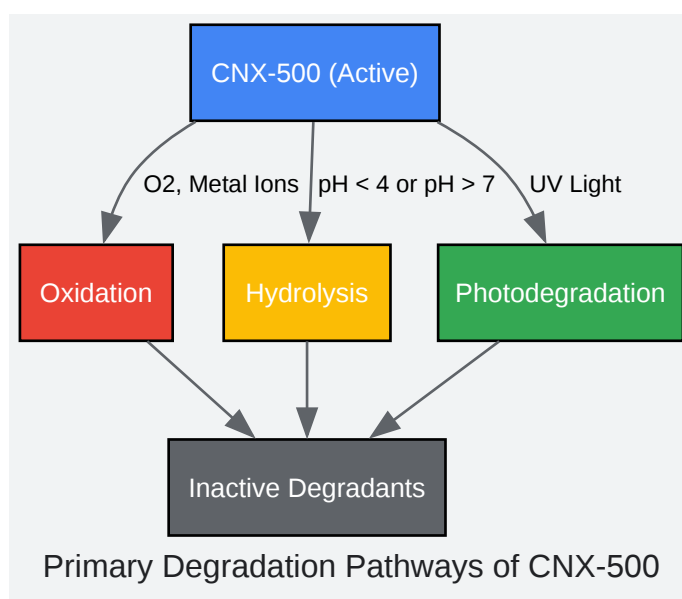 CNX-500 (Active)
O2, Metal Ions
pH < 4 or pH > 7
UV Light
Oxidation
Hydrolysis
Photodegradation
Inactive Degradants
Primary Degradation Pathways of CNX-500